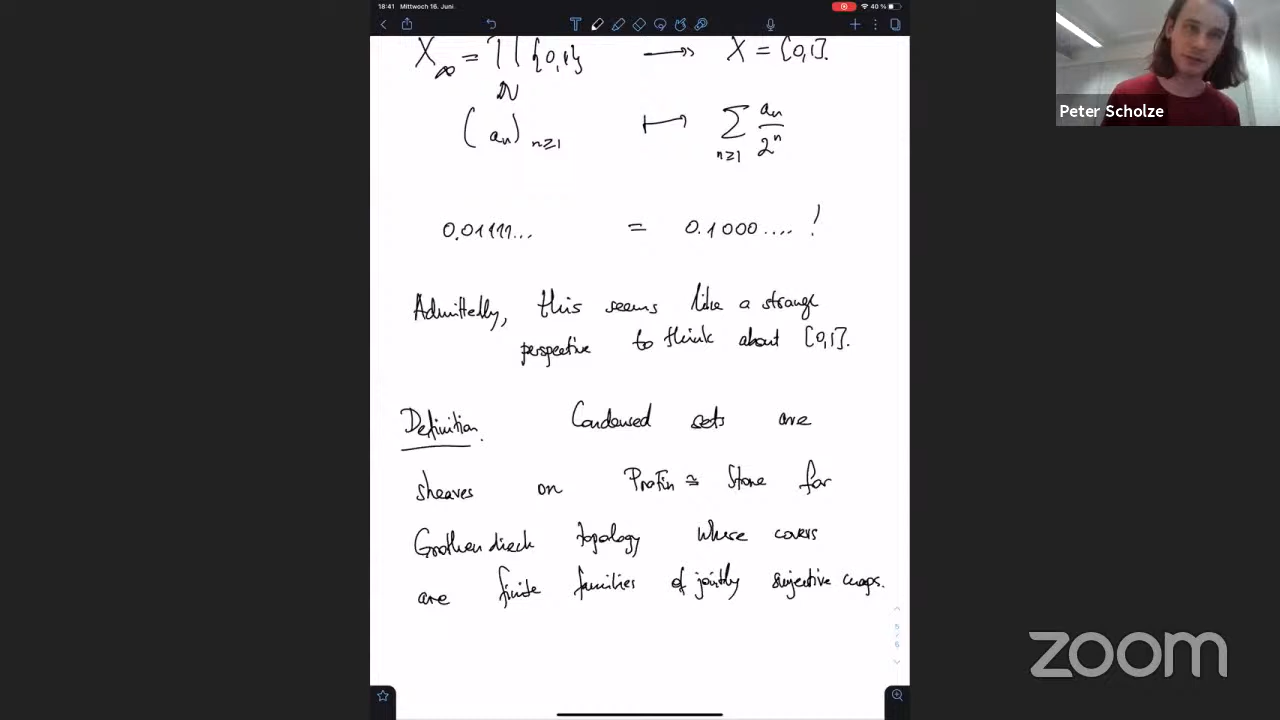 18:41 Mittwoch 16. Juni
40 %
X∞ = ∏ {0,1} ↠ X = [0,1].
ℕ
(aₙ)ₙ≥₁ ↦ ∑ₙ≥₁ aₙ/2ⁿ
0.01111... = 0.1000.... !
Admittedly, this seems like a strange
perspective to think about [0,1].
Definition. Condensed sets are
sheaves on ProFin ≅ Stone for
Grothendieck topology where covers
are finite families of jointly surjective maps.
Peter Scholze
zoom